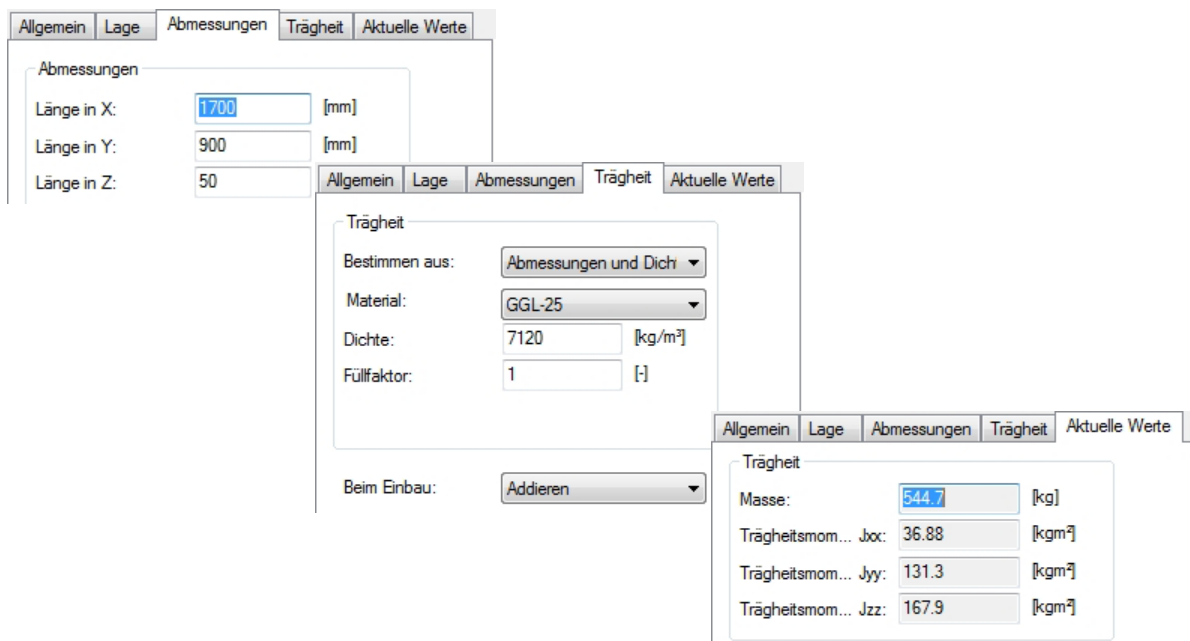 Allgemein Lage Abmessungen Trägheit Aktuelle Werte
Abmessungen
Länge in X: 1700 [mm]
Länge in Y: 900 [mm]
Länge in Z: 50
Allgemein Lage Abmessungen Trägheit Aktuelle Werte
Trägheit
Bestimmen aus: Abmessungen und Dich
Material: GGL-25
Dichte: 7120 [kg/m³]
Füllfaktor: 1 [-]
Beim Einbau: Addieren
Allgemein Lage Abmessungen Trägheit Aktuelle Werte
Trägheit
Masse: 544.7 [kg]
Trägheitsmom... Jxx: 36.88 [kgm²]
Trägheitsmom... Jyy: 131.3 [kgm²]
Trägheitsmom... Jzz: 167.9 [kgm²]